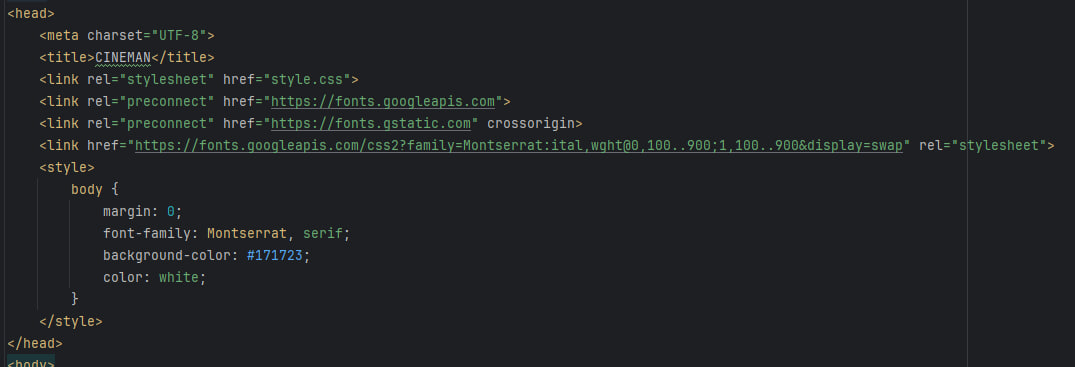 <head>
    <meta charset="UTF-8">
    <title>CINEMAN</title>
    <link rel="stylesheet" href="style.css">
    <link rel="preconnect" href="https://fonts.googleapis.com">
    <link rel="preconnect" href="https://fonts.gstatic.com" crossorigin>
    <link href="https://fonts.googleapis.com/css2?family=Montserrat:ital,wght@0,100..900;1,100..900&display=swap" rel="stylesheet">
    <style>
        body {
            margin: 0;
            font-family: Montserrat, serif;
            background-color: #171723;
            color: white;
        }
    </style>
</head>
<body>